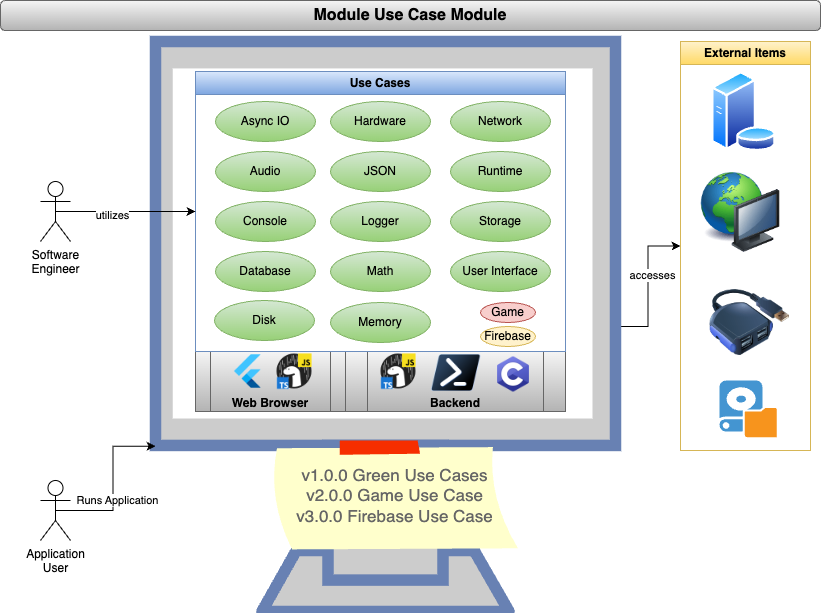 Module Use Case Module
External Items
Use Cases
Async IO
Hardware
Network
Audio
JSON
Runtime
Console
Logger
Storage
Database
Math
User Interface
Disk
Memory
Game
Firebase
utilizes
Software
Engineer
accesses
JS
TS
JS
TS
C
Web Browser
Backend
v1.0.0 Green Use Cases
v2.0.0 Game Use Case
v3.0.0 Firebase Use Case
Runs Application
Application
User